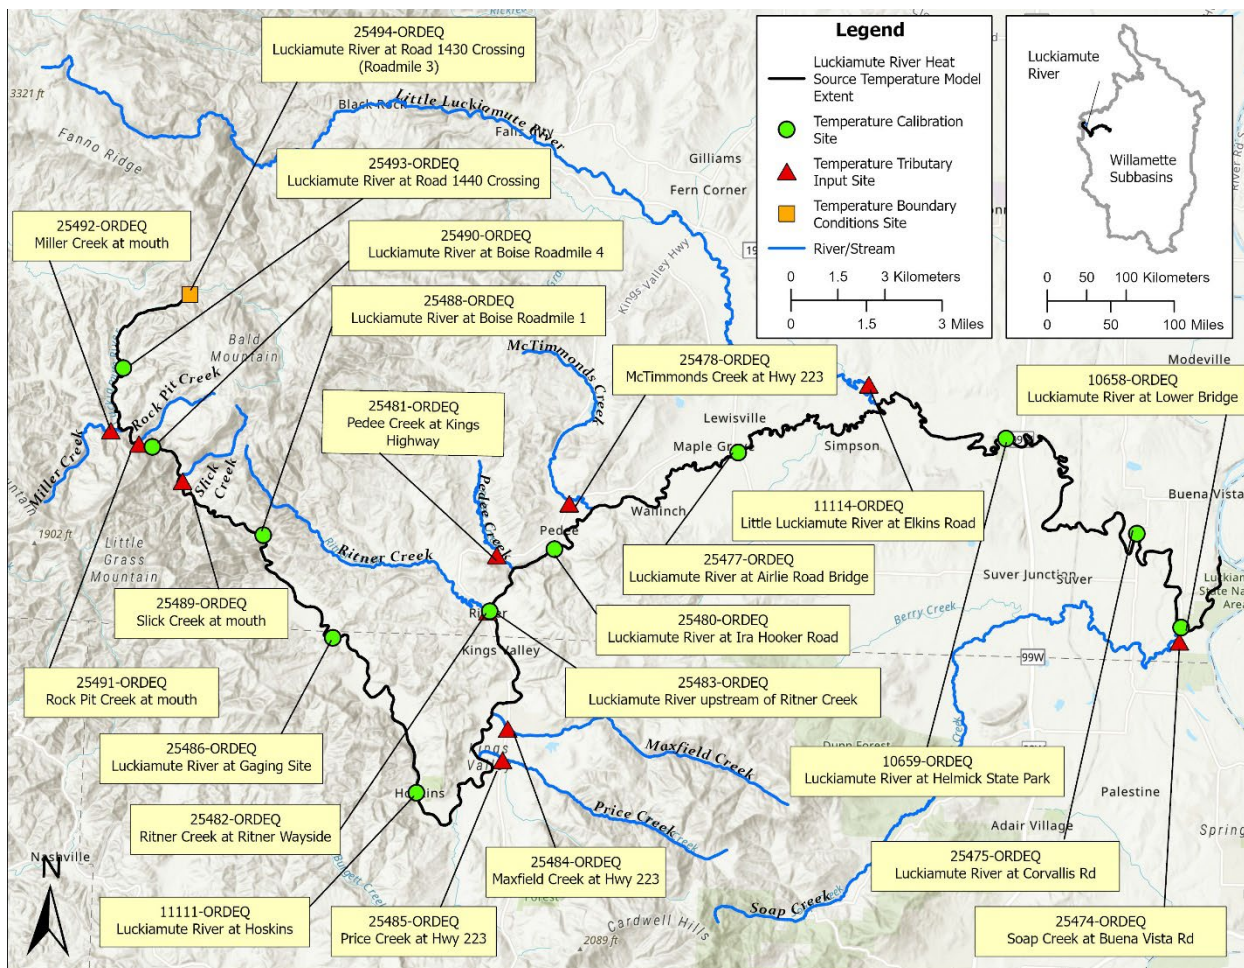 25494-ORDEQ
Luckiamute River at Road 1430 Crossing
(Roadmile 3)
Legend
Luckiamute River Heat
Source Temperature Model
Extent
Temperature Calibration
Site
Temperature Tributary
Input Site
Temperature Boundary
Conditions Site
River/Stream
0 1.5 3 Kilometers
0 1.5 3 Miles
Luckiamute
River
Willamette
Subbasins
0 50 100 Kilometers
0 50 100 Miles
River Rd S
3321 ft
Black Rock
Little Luckiamute River
Fanno Ridge
Gilliams
Fern Corner
25493-ORDEQ
Luckiamute River at Road 1440 Crossing
25492-ORDEQ
Miller Creek at mouth
25490-ORDEQ
Luckiamute River at Boise Roadmile 4
Kings Valley Hwy
25488-ORDEQ
Luckiamute River at Boise Roadmile 1
Bald
Mountain
McTimmonds Creek
25478-ORDEQ
McTimmonds Creek at Hwy 223
Modeville
10658-ORDEQ
Luckiamute River at Lower Bridge
Rock Pit Creek
25481-ORDEQ
Pedee Creek at Kings
Highway
Lewisville
Maple Grove
Simpson
Miller Creek
Slick
Creek
Pedee Creek
Buena Vista
11114-ORDEQ
Little Luckiamute River at Elkins Road
1902 ft
Little
Grass
Mountain
Ritner Creek
Pedee
25477-ORDEQ
Luckiamute River at Airlie Road Bridge
Suver Junction
Suver
25489-ORDEQ
Slick Creek at mouth
25480-ORDEQ
Luckiamute River at Ira Hooker Road
Berry Creek
Kings Valley
99W
25491-ORDEQ
Rock Pit Creek at mouth
25483-ORDEQ
Luckiamute River upstream of Ritner Creek
25486-ORDEQ
Luckiamute River at Gaging Site
Maxfield Creek
10659-ORDEQ
Luckiamute River at Helmick State Park
Hoskins
Palestine
25482-ORDEQ
Ritner Creek at Ritner Wayside
Price Creek
Adair Village
Nashville
N
25484-ORDEQ
Maxfield Creek at Hwy 223
25475-ORDEQ
Luckiamute River at Corvallis Rd
11111-ORDEQ
Luckiamute River at Hoskins
25485-ORDEQ
Price Creek at Hwy 223
Soap Creek
Cardwell Hills
2089 ft
25474-ORDEQ
Soap Creek at Buena Vista Rd